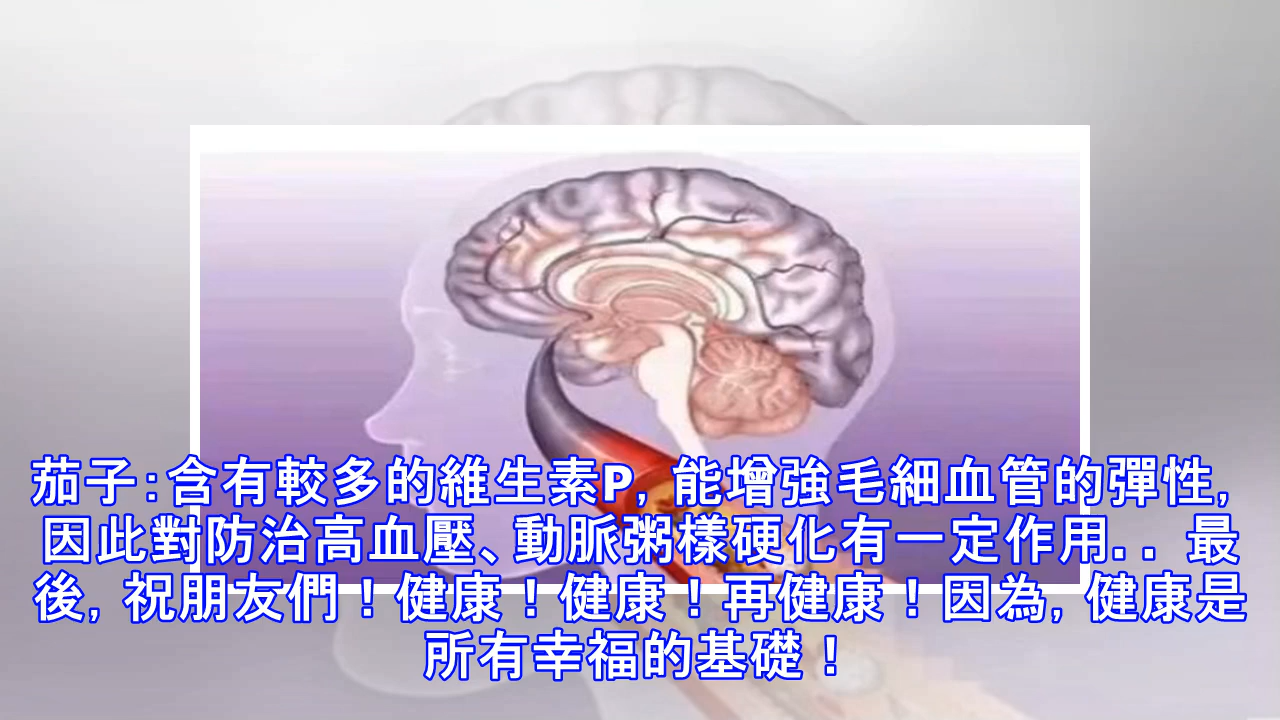 茄子:含有較多的維生素P, 能增強毛細血管的彈性,
因此對防治高血壓、動脈粥樣硬化有一定作用.. 最
後, 祝朋友們！健康！健康！再健康！因為, 健康是
所有幸福的基礎！